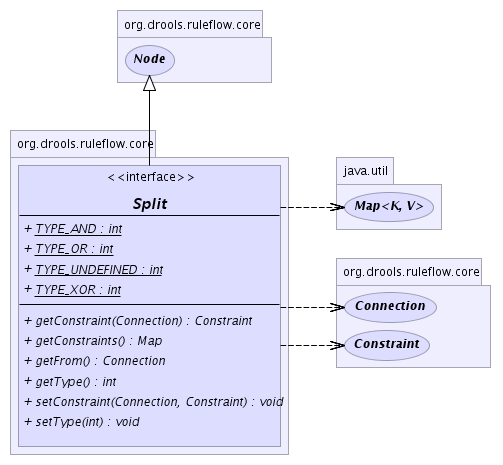 org.drools.ruleflow.core
Node
org.drools.ruleflow.core
<<interface>>
Split
+ TYPE_AND : int
+ TYPE_OR : int
+ TYPE_UNDEFINED : int
+ TYPE_XOR : int
+ getConstraint(Connection) : Constraint
+ getConstraints() : Map
+ getFrom() : Connection
+ getType() : int
+ setConstraint(Connection, Constraint) : void
+ setType(int) : void
java.util
Map<K, V>
org.drools.ruleflow.core
Connection
Constraint